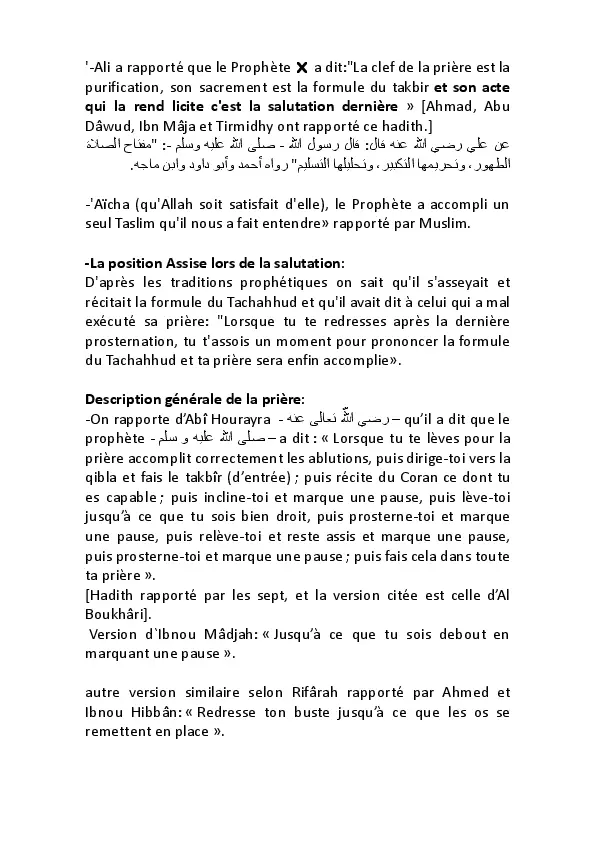 '-Ali a rapporté que le Prophète ✗ a dit:"La clef de la prière est la
purification, son sacrement est la formule du takbir et son acte
qui la rend licite c'est la salutation dernière » [Ahmad, Abu
Dâwud, Ibn Mâja et Tirmidhy ont rapporté ce hadith.]
عن علي رضي الله عنه قال: قال رسول الله - صلى الله عليه وسلم -: "مفتاح الصلاة
الطهور، وتحريمها التكبير، وتحليلها التسليم" رواه أحمد وأبو داود وابن ماجه.
-'Aïcha (qu'Allah soit satisfait d'elle), le Prophète a accompli un
seul Taslim qu'il nous a fait entendre» rapporté par Muslim.
-La position Assise lors de la salutation:
D'après les traditions prophétiques on sait qu'il s'asseyait et
récitait la formule du Tachahhud et qu'il avait dit à celui qui a mal
exécuté sa prière: "Lorsque tu te redresses après la dernière
prosternation, tu t'assois un moment pour prononcer la formule
du Tachahhud et ta prière sera enfin accomplie».
Description générale de la prière:
-On rapporte d’Abî Hourayra - رضي اللّه تعالى عنه – qu’il a dit que le
prophète - صلى الله عليه و سلم – a dit : « Lorsque tu te lèves pour la
prière accomplit correctement les ablutions, puis dirige-toi vers la
qibla et fais le takbîr (d’entrée) ; puis récite du Coran ce dont tu
es capable ; puis incline-toi et marque une pause, puis lève-toi
jusqu’à ce que tu sois bien droit, puis prosterne-toi et marque
une pause, puis relève-toi et reste assis et marque une pause,
puis prosterne-toi et marque une pause ; puis fais cela dans toute
ta prière ».
[Hadith rapporté par les sept, et la version citée est celle d’Al
Boukhâri].
Version d`Ibnou Mâdjah: « Jusqu’à ce que tu sois debout en
marquant une pause ».
autre version similaire selon Rifârah rapporté par Ahmed et
Ibnou Hibbân: « Redresse ton buste jusqu’à ce que les os se
remettent en place ».